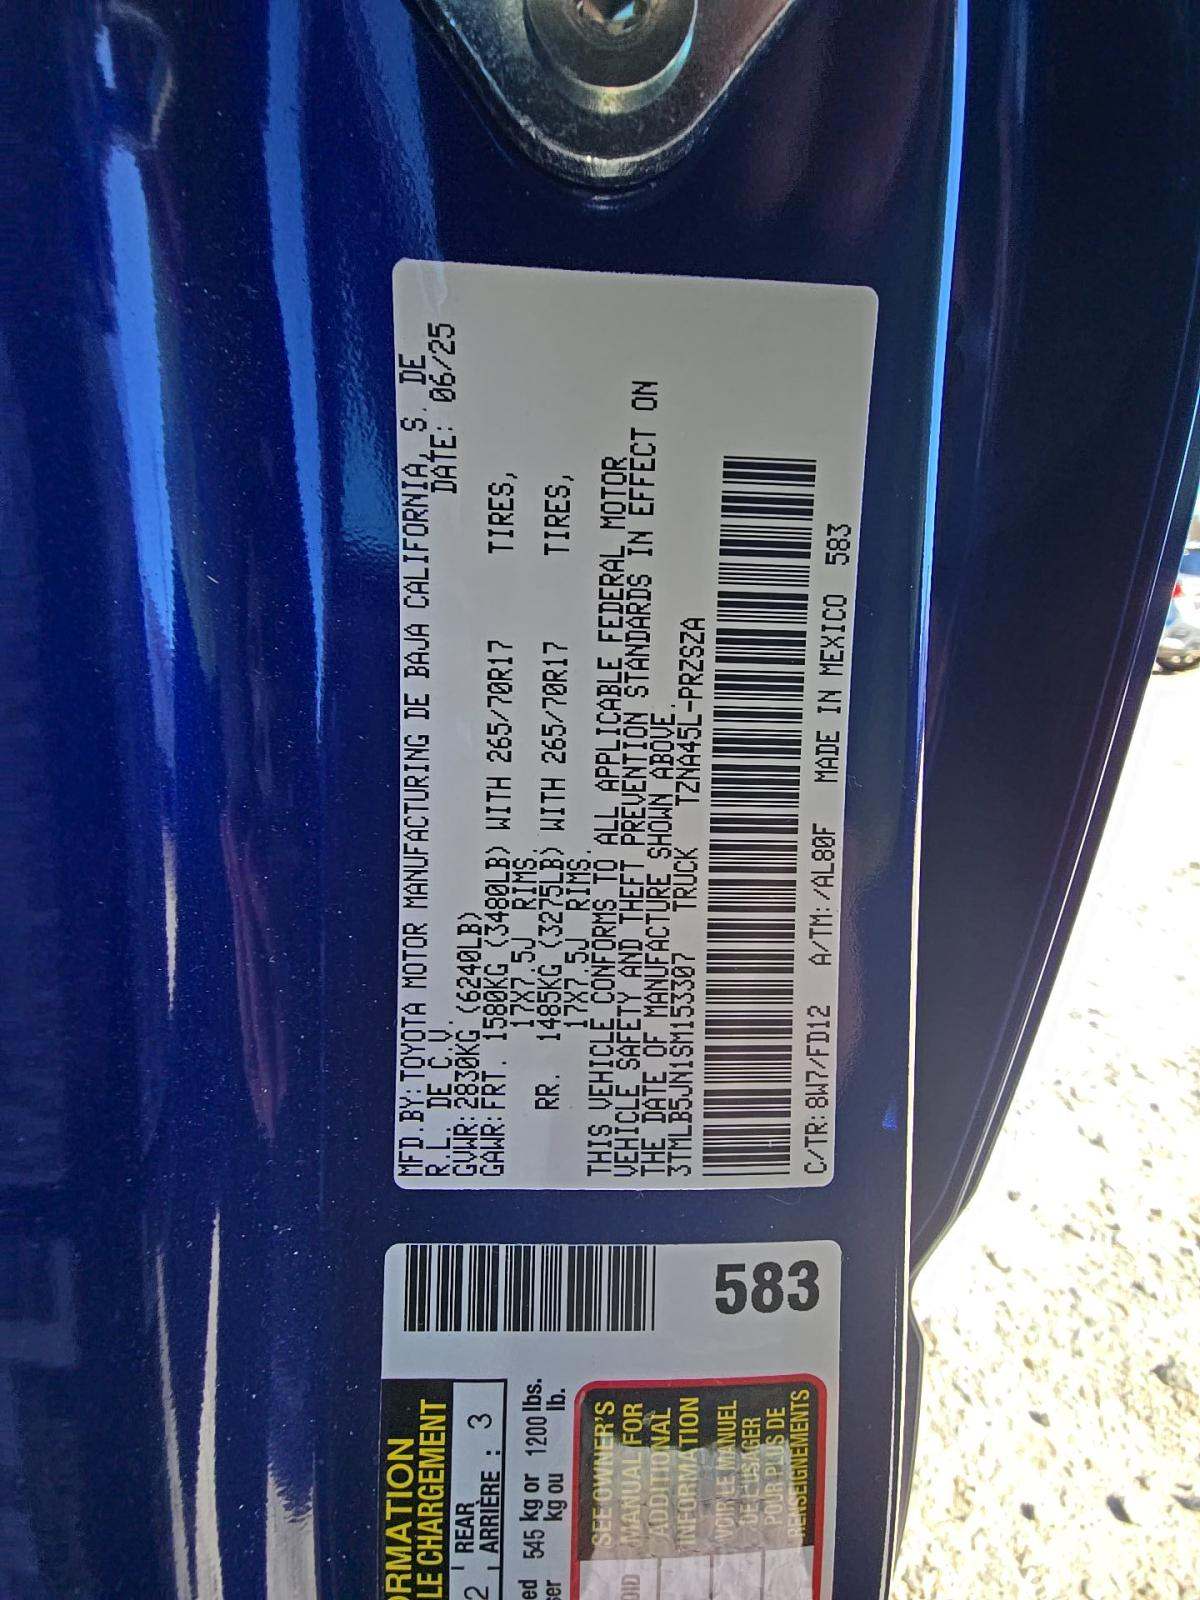 MFD.BY:TOYOTA MOTOR MANUFACTURING DE BAJA CALIFORNIA, S. DE
R.L. DE C.V. DATE: 06/25
GVWR:2830KG (6240LB)
GAWR:FRT. 1580KG (3480LB) WITH 265/70R17 TIRES,
17X7.5J RIMS.
RR. 1485KG (3275LB) WITH 265/70R17 TIRES,
17X7.5J RIMS.
THIS VEHICLE CONFORMS TO ALL APPLICABLE FEDERAL MOTOR
VEHICLE SAFETY AND THEFT PREVENTION STANDARDS IN EFFECT ON
THE DATE OF MANUFACTURE SHOWN ABOVE.
3TMLB5JN1SM153307 TRUCK TZNA45L-PRZSZA
C/TR:8W7/FD12 A/TM:/AL80F MADE IN MEXICO 583
583
ORMATION
LE CHARGEMENT
2 REAR
ARRIÈRE : 3
545 kg or 1200 lbs.
kg ou lb.
SEE OWNER'S
MANUAL FOR
ADDITIONAL
INFORMATION
VOIR LE MANUEL
DE L'USAGER
POUR PLUS DE
RENSEIGNEMENTS